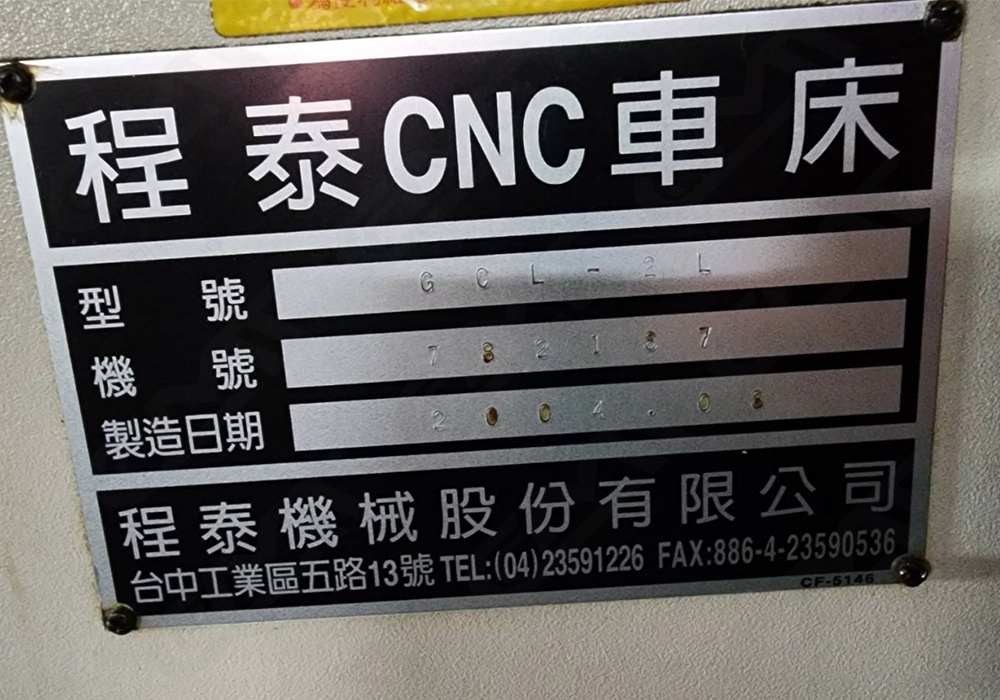 程泰CNC車床
型號 GCL-2L
機號 782187
製造日期 2004.08
程泰機械股份有限公司
台中工業區五路13號 TEL:(04)23591226 FAX:886-4-23590536
CF-5146